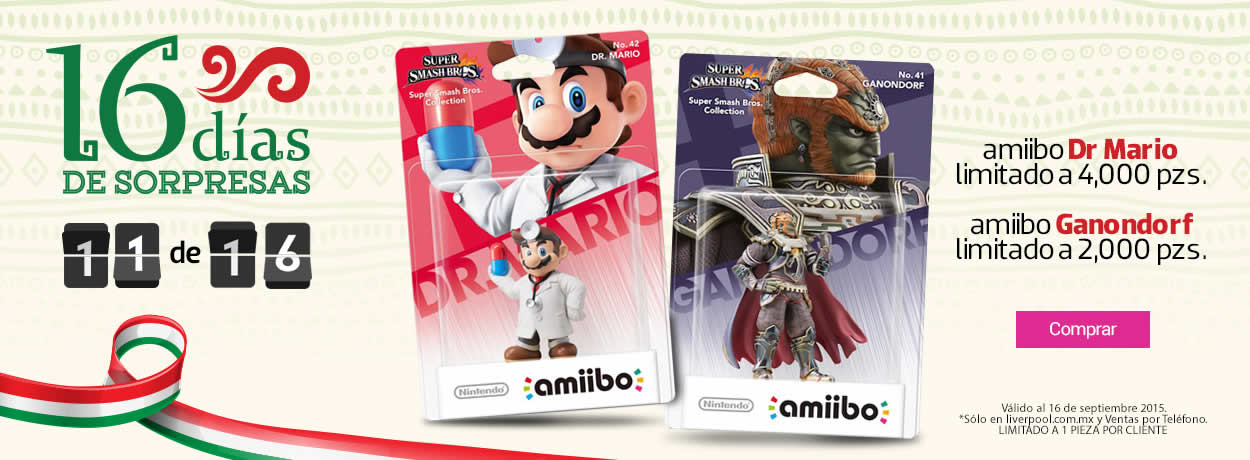 16
días
DE SORPRESAS
11 de 16
SUPER
SMASH BROS.
Super Smash Bros.
Collection
No. 42
DR. MARIO
DR. MARIO
Nintendo
amiibo
SUPER
SMASH BROS.
Super Smash Bros.
Collection
No. 41
GANONDORF
GANONDORF
Nintendo
amiibo
amiibo Dr Mario
limitado a 4,000 pzs.
amiibo Ganondorf
limitado a 2,000 pzs.
Comprar
Válido al 16 de septiembre 2015.
*Sólo en liverpool.com.mx y Ventas por Teléfono.
LIMITADO A 1 PIEZA POR CLIENTE